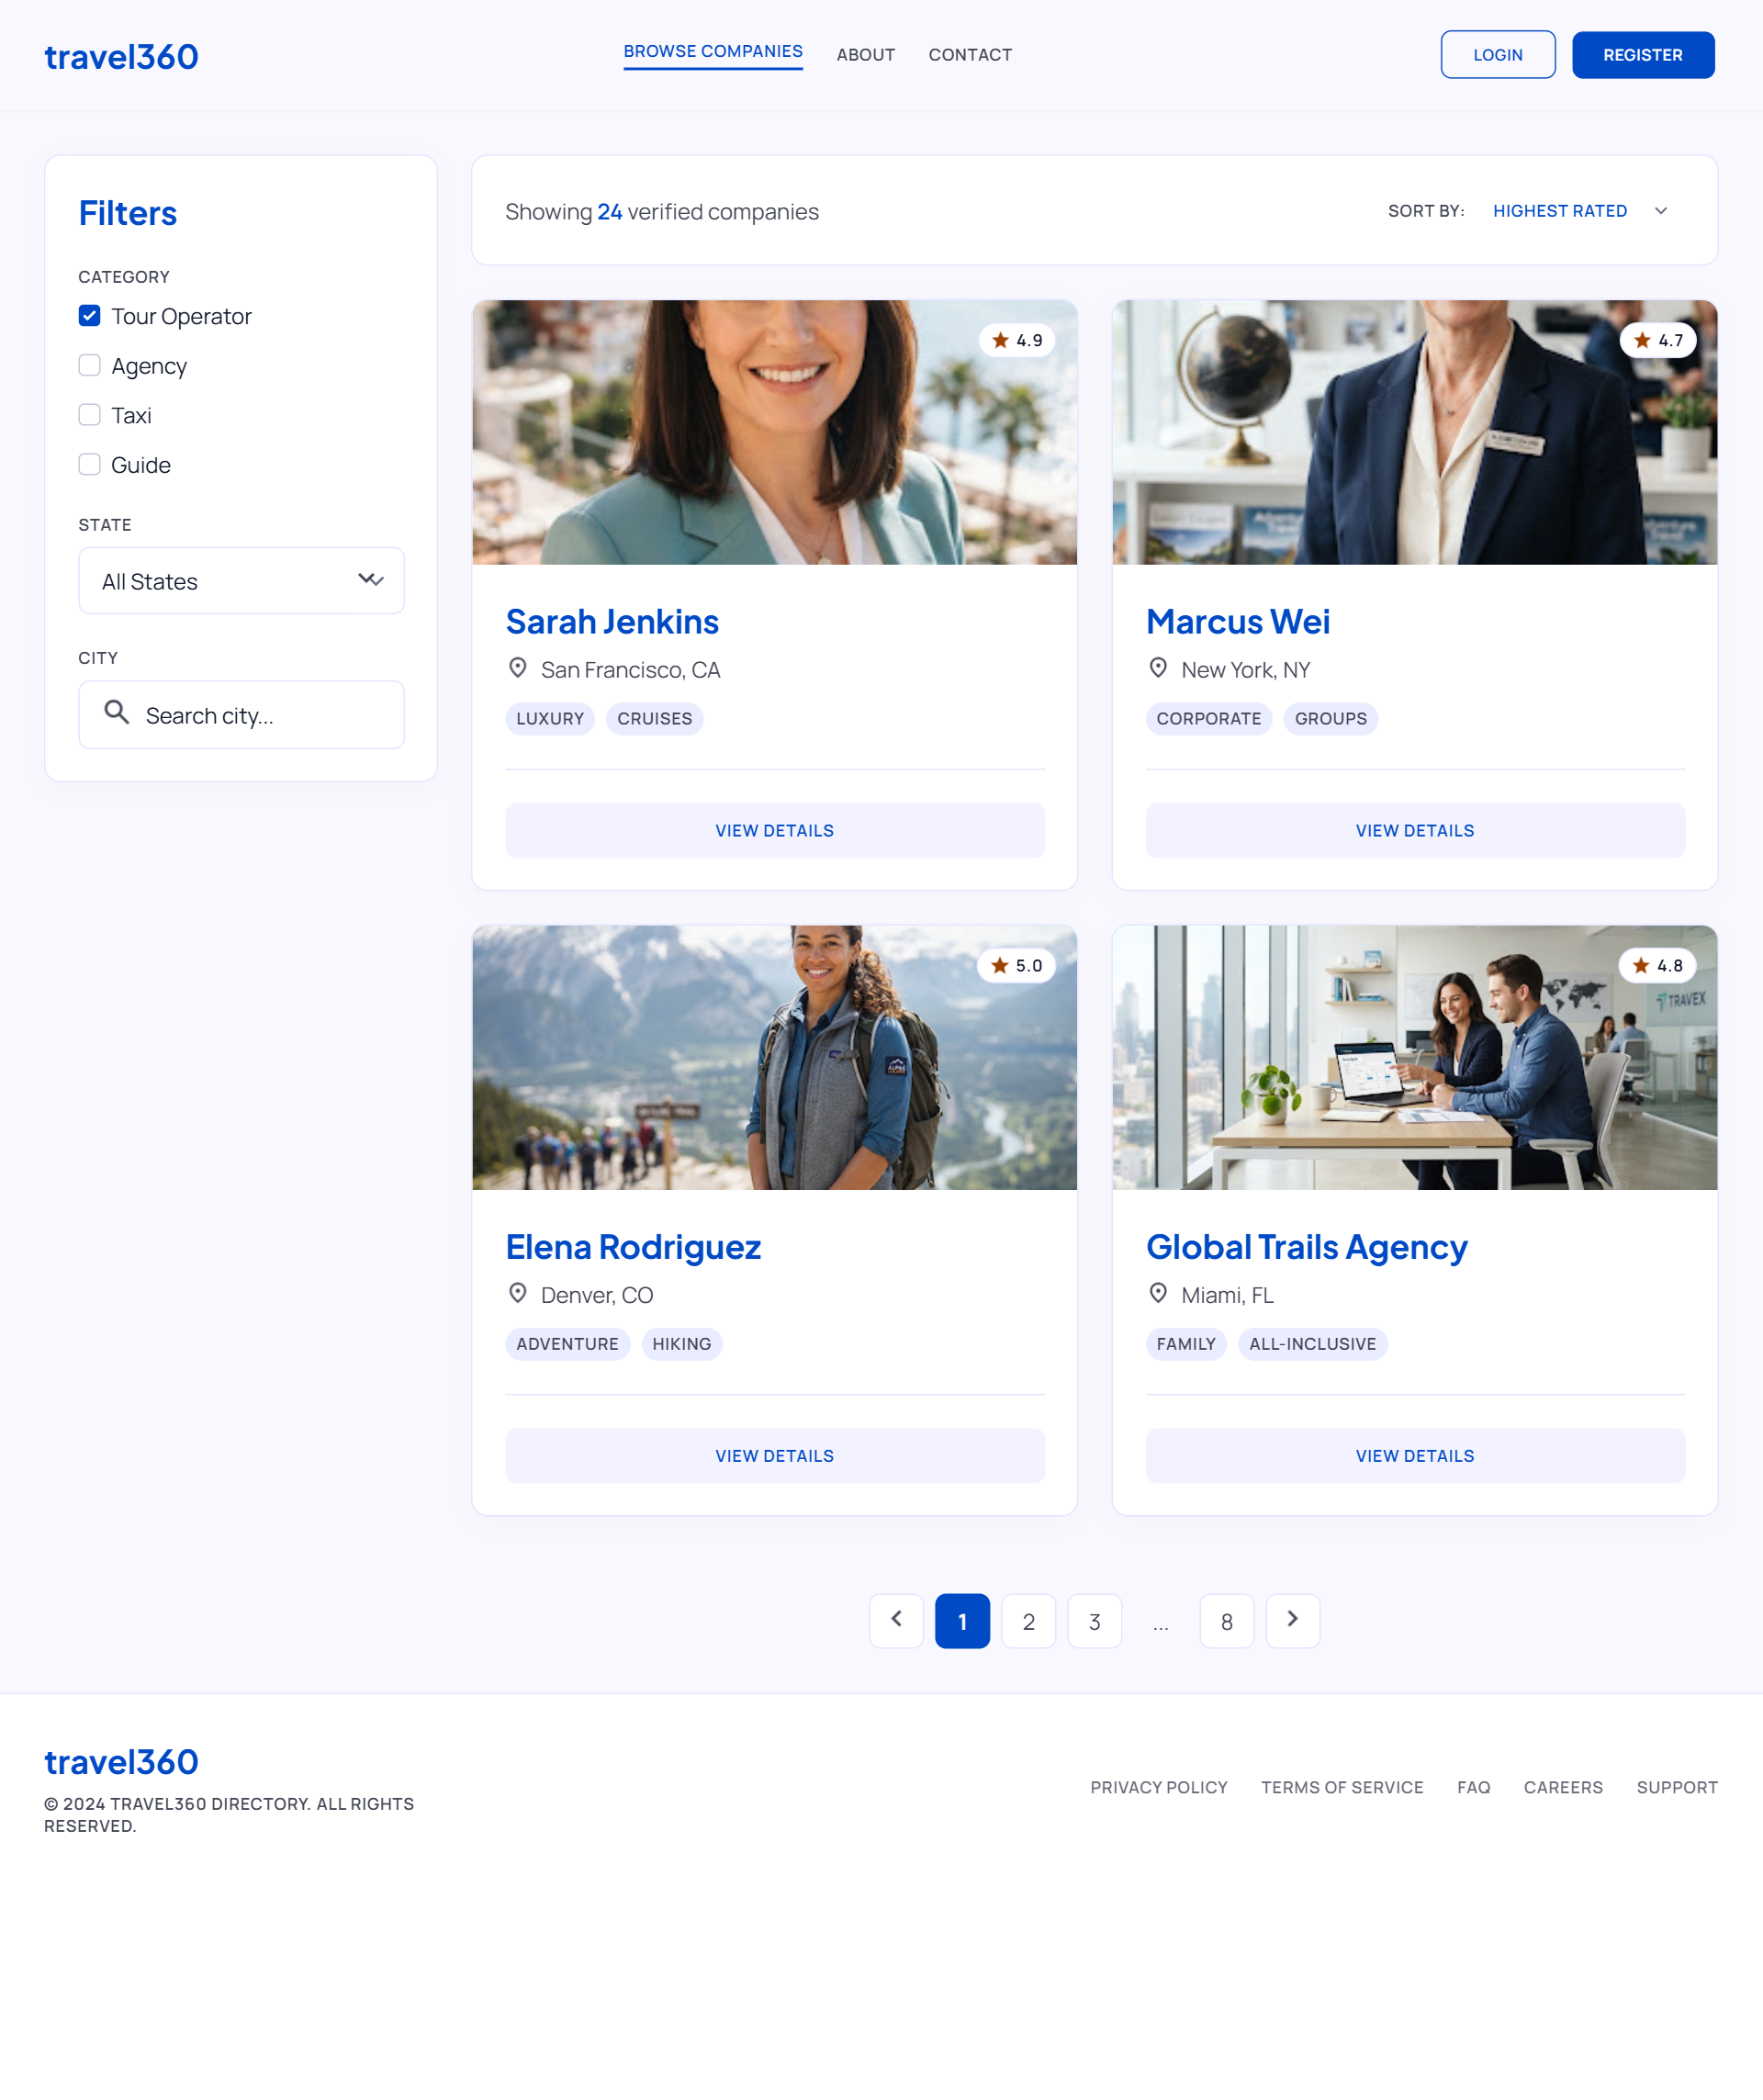 travel360
BROWSE COMPANIES
ABOUT
CONTACT
LOGIN
REGISTER
Filters
CATEGORY
Tour Operator
Agency
Taxi
Guide
STATE
All States
CITY
Search city...
Showing 24 verified companies
SORT BY:
HIGHEST RATED
4.9
Sarah Jenkins
San Francisco, CA
LUXURY
CRUISES
VIEW DETAILS
4.7
Marcus Wei
New York, NY
CORPORATE
GROUPS
VIEW DETAILS
5.0
Elena Rodriguez
Denver, CO
ADVENTURE
HIKING
VIEW DETAILS
4.8
TRAVEX
Global Trails Agency
Miami, FL
FAMILY
ALL-INCLUSIVE
VIEW DETAILS
1
2
3
...
8
travel360
© 2024 TRAVEL360 DIRECTORY. ALL RIGHTS
RESERVED.
PRIVACY POLICY
TERMS OF SERVICE
FAQ
CAREERS
SUPPORT